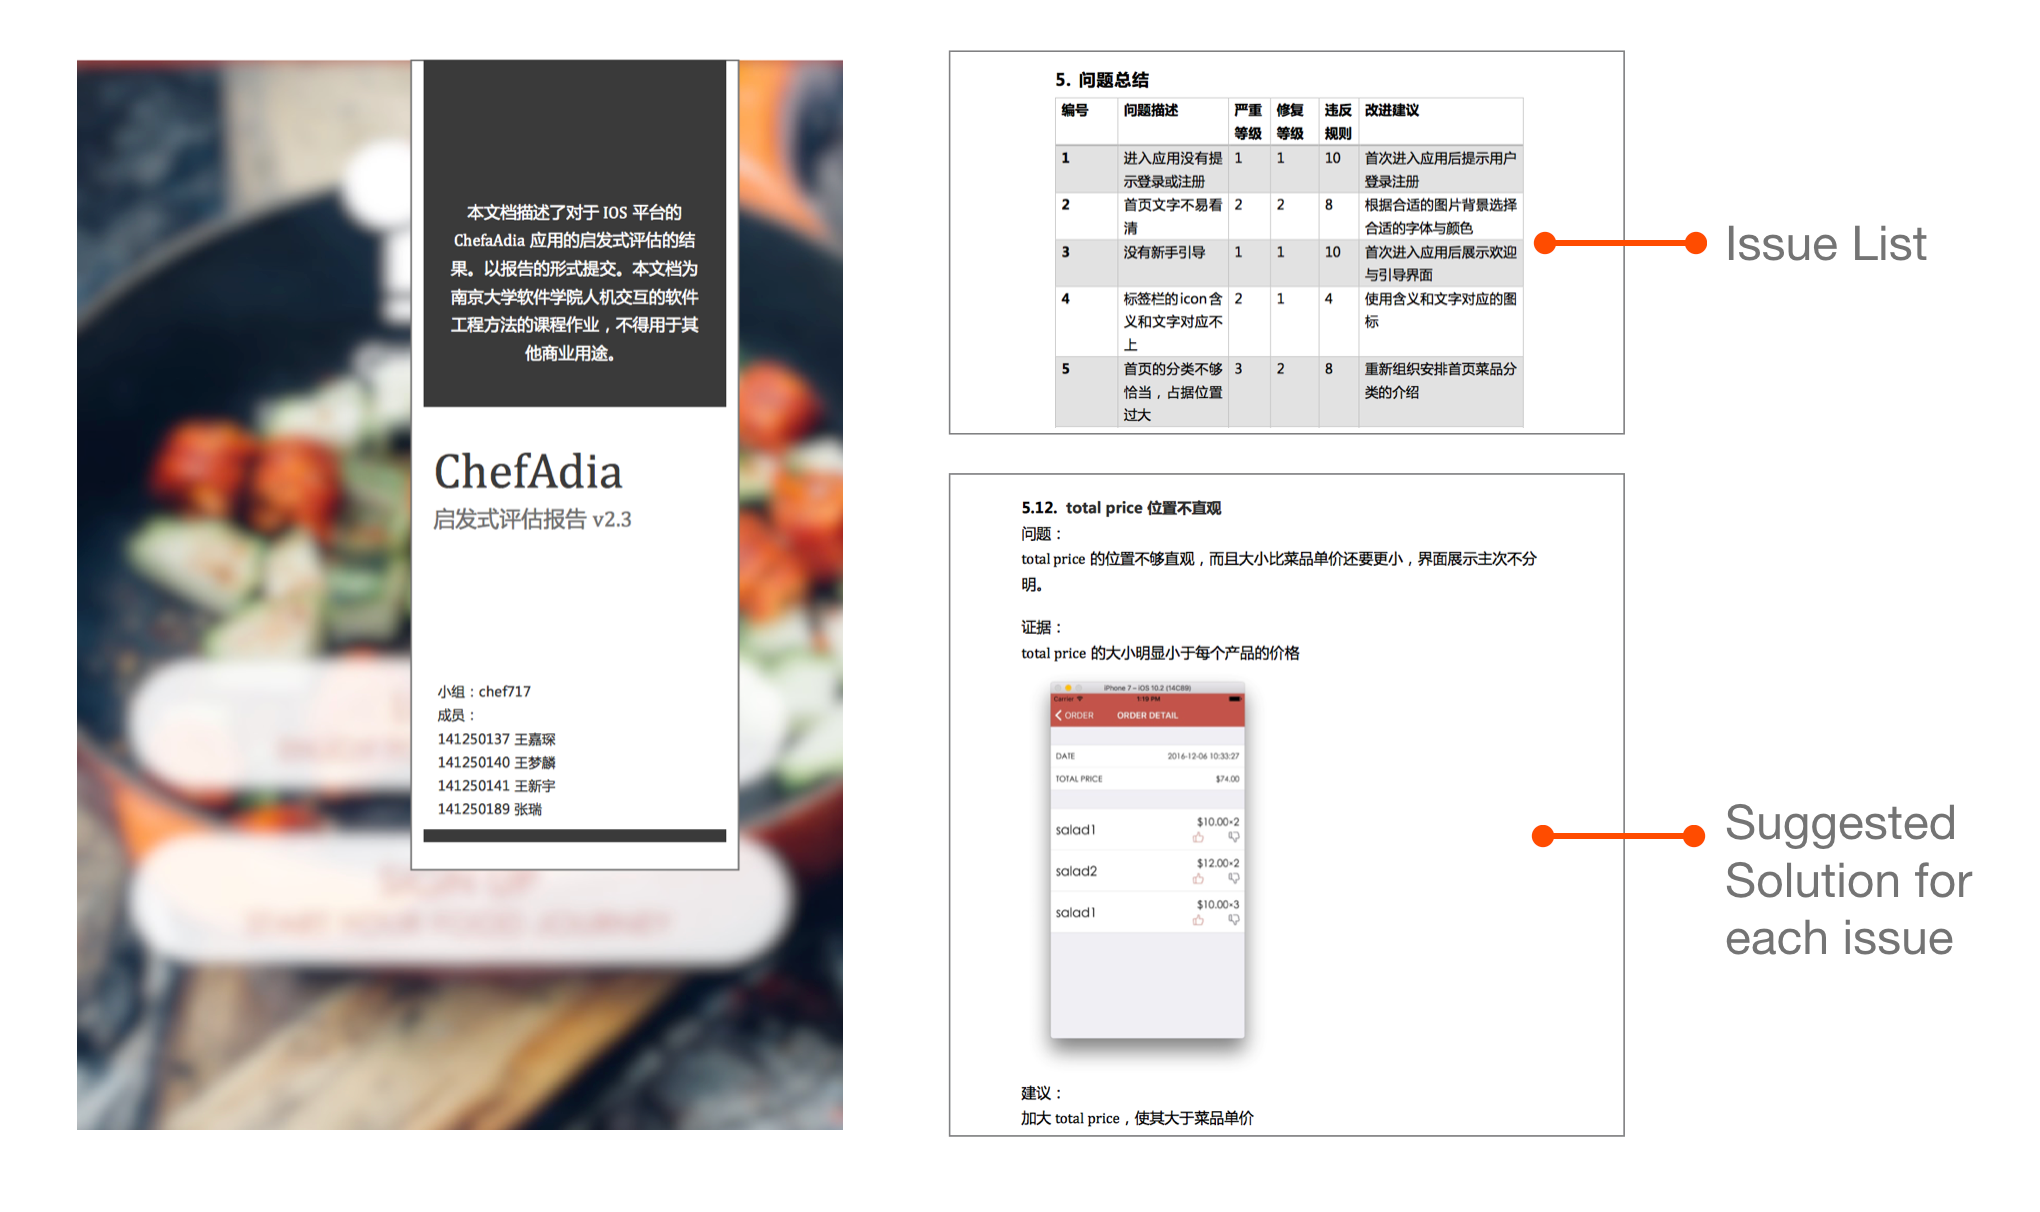 本文档描述了对于 IOS 平台的
ChefaAdia 应用的启发式评估的结
果。以报告的形式提交。本文档为
南京大学软件学院人机交互的软件
工程方法的课程作业，不得用于其
他商业用途。
ChefAdia
启发式评估报告 v2.3
小组：chef717
成员：
141250137 王嘉琛
141250140 王梦麟
141250141 王新宇
141250189 张瑞
SIGN UP
START YOUR FOOD JOURNEY
5. 问题总结
编号 问题描述 严重等级 修复等级 违反规则 改进建议
1 进入应用没有提示登录或注册 1 1 10 首次进入应用后提示用户登录注册
2 首页文字不易看清 2 2 8 根据合适的图片背景选择合适的字体与颜色
3 没有新手引导 1 1 10 首次进入应用后展示欢迎与引导界面
4 标签栏的icon含义和文字对应不上 2 1 4 使用含义和文字对应的图标
5 首页的分类不够恰当，占据位置过大 3 2 8 重新组织安排首页菜品分类的介绍
Issue List
5.12. total price 位置不直观
问题：
total price 的位置不够直观，而且大小比菜品单价还要更小，界面展示主次不分
明。
证据：
total price 的大小明显小于每个产品的价格
iPhone 7 – iOS 10.2 (14C89)
Carrier 1:19 PM
ORDER ORDER DETAIL
DATE 2016-12-06 10:33:27
TOTAL PRICE $74.00
salad1 $10.00×2
salad2 $12.00×2
salad1 $10.00×3
建议：
加大 total price，使其大于菜品单价
Suggested
Solution for
each issue